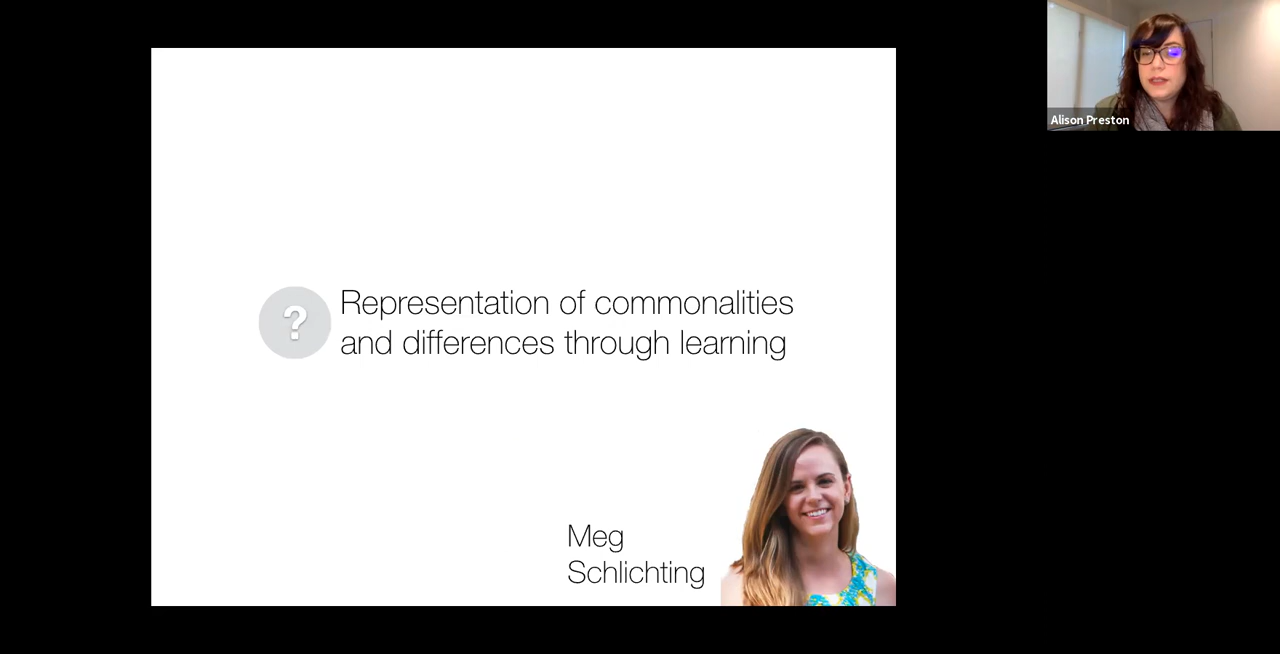 Alison Preston
?
Representation of commonalities
and differences through learning
Meg
Schlichting